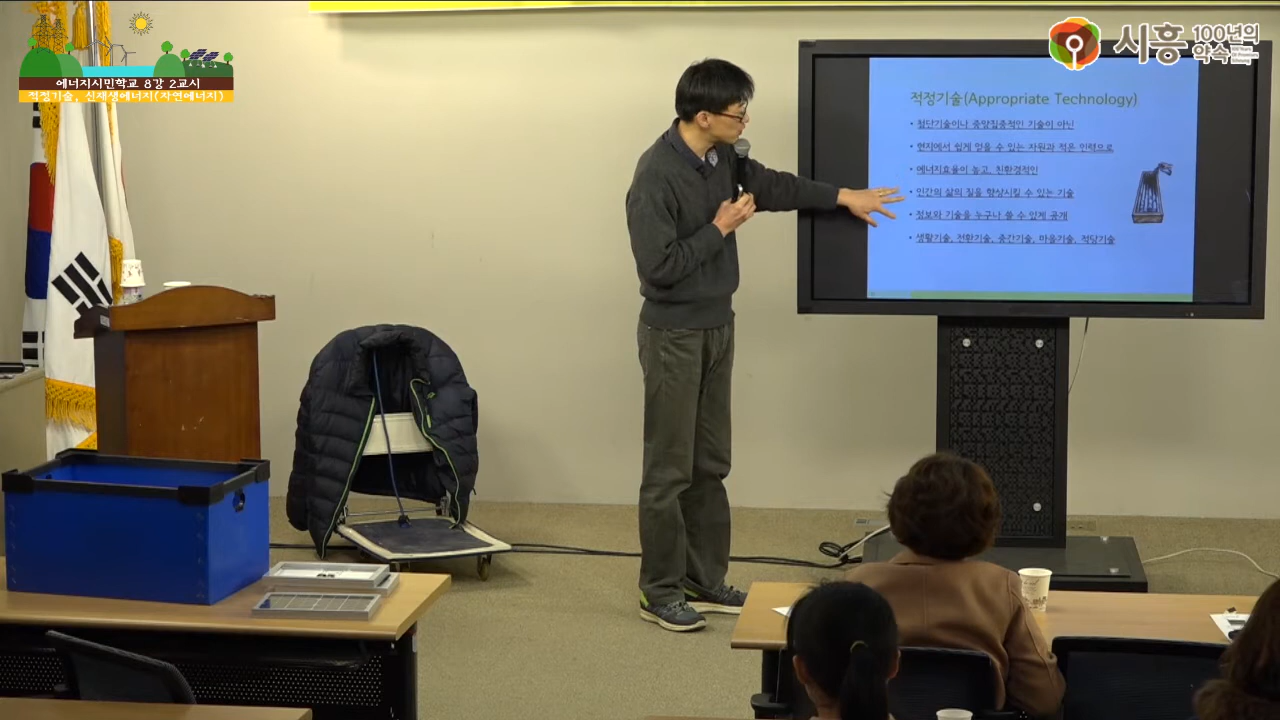 에너지시민학교 8강 2교시
적정기술, 신재생에너지(자연에너지)
시흥 100년의 약속
적정기술(Appropriate Technology)
• 첨단기술이나 중앙집중적인 기술이 아닌
• 현지에서 쉽게 얻을 수 있는 자원과 적은 인력으로
• 에너지효율이 높고, 친환경적인
• 인간의 삶의 질을 향상시킬 수 있는 기술
• 정보와 기술을 누구나 쓸 수 있게 공개
• 생활기술, 전환기술, 중간기술, 마을기술, 적당기술